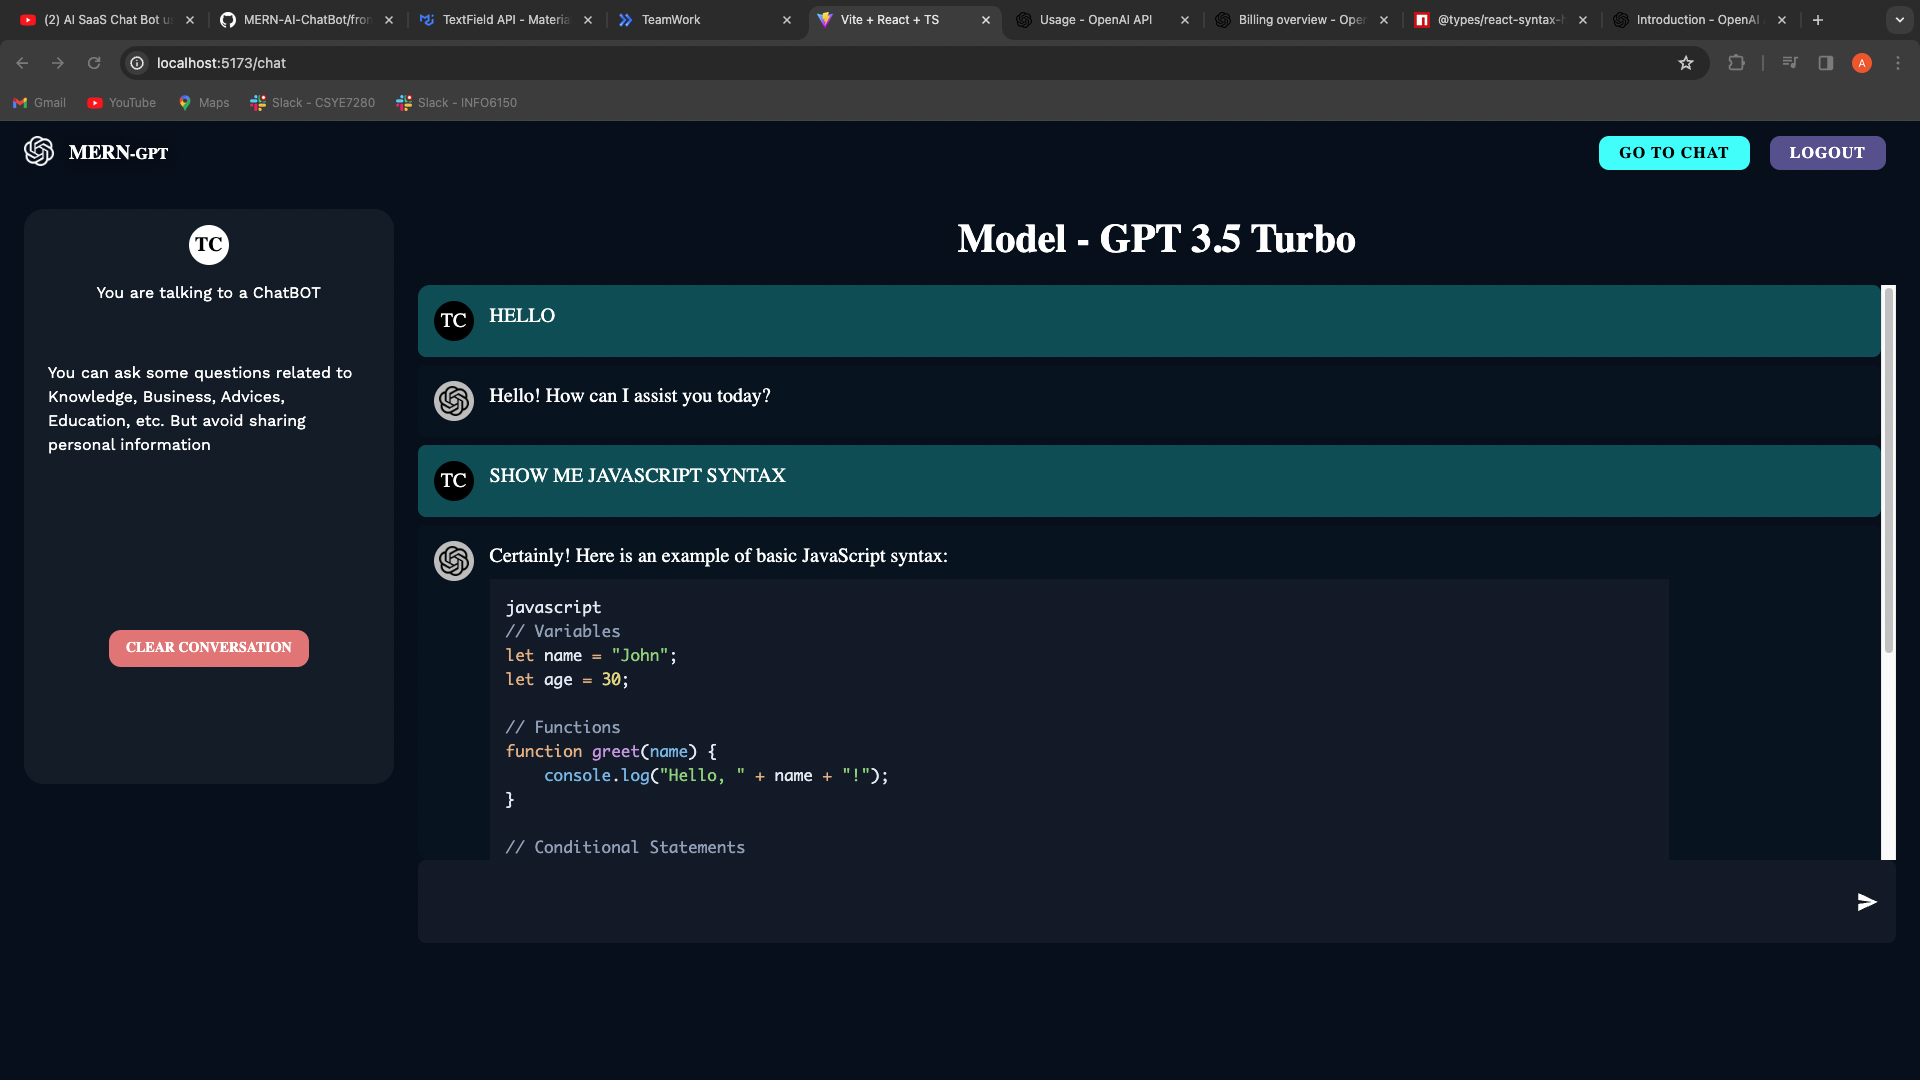 (2) AI SaaS Chat Bot u
MERN-AI-ChatBot/fron
TextField API - Materia
TeamWork
Vite + React + TS
Usage - OpenAI API
Billing overview - Open
@types/react-syntax-
Introduction - OpenAI
localhost:5173/chat
A
Gmail
YouTube
Maps
Slack - CSYE7280
Slack - INFO6150
MERN-GPT
GO TO CHAT
LOGOUT
TC
You are talking to a ChatBOT
You can ask some questions related to
Knowledge, Business, Advices,
Education, etc. But avoid sharing
personal information
CLEAR CONVERSATION
Model - GPT 3.5 Turbo
TC
HELLO
Hello! How can I assist you today?
TC
SHOW ME JAVASCRIPT SYNTAX
Certainly! Here is an example of basic JavaScript syntax:
javascript
// Variables
let name = "John";
let age = 30;
// Functions
function greet(name) {
console.log("Hello, " + name + "!");
}
// Conditional Statements